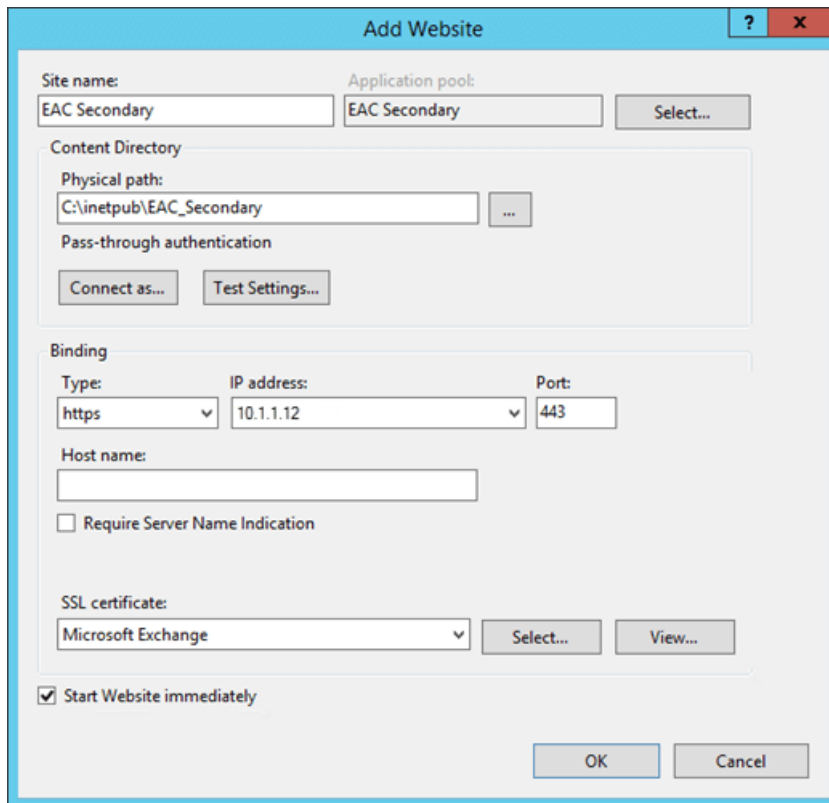 Add Website
? x
Site name: Application pool:
EAC Secondary EAC Secondary Select...
Content Directory
Physical path:
C:\inetpub\EAC_Secondary ...
Pass-through authentication
Connect as... Test Settings...
Binding
Type: IP address: Port:
https 10.1.1.12 443
Host name:
Require Server Name Indication
SSL certificate:
Microsoft Exchange Select... View...
Start Website immediately
OK Cancel